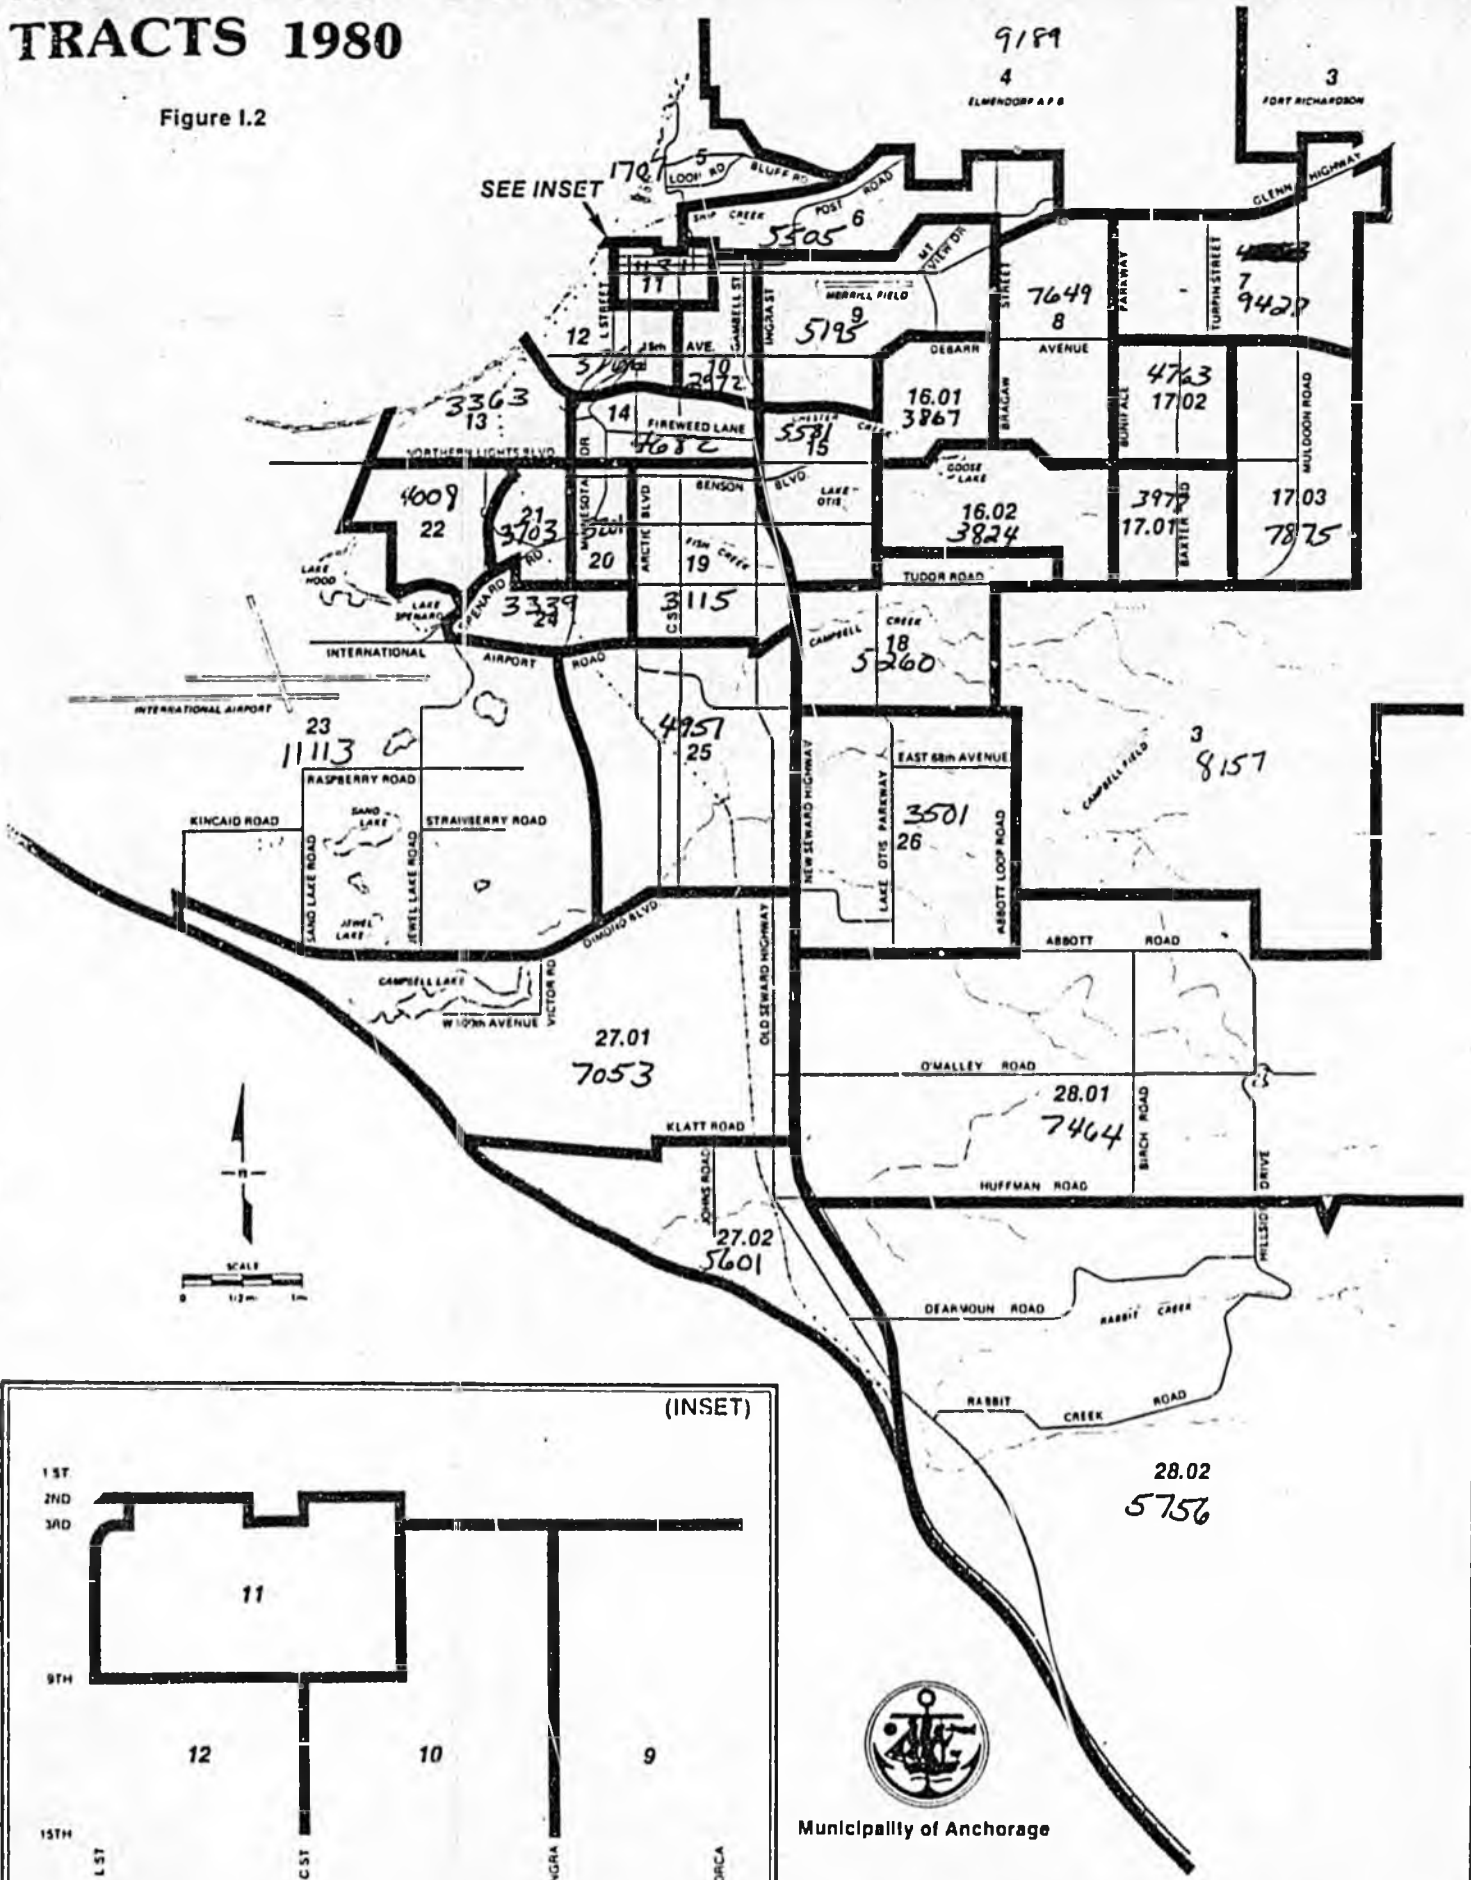 TRACTS 1980
Figure I.2
9189
4
ELMENDORF A F B
3
FORT RICHARDSON
SEE INSET
1707
5
LOOP RD
BLUFF RD
GLENN HIGHWAY
SHIP CREEK
POST ROAD
6
5505
MT VIEW DR
11
L STREET
GAMBELL ST
INGRA ST
MERRILL FIELD
9
5195
STREET
7649
8
PARKWAY
TURPIN STREET
7
9427
12
15th AVE.
10
2972
DEBARR
AVENUE
3363
13
14
FIREWEED LANE
4682
CHESTER CREEK
5581
15
16.01
3867
BRAGAW
BONIFACE
4763
17.02
MULDOON ROAD
NORTHERN LIGHTS BLVD
DR
BENSON BLVD.
GOOSE LAKE
4009
22
21
3703
MINNESOTA
20
ARCTIC BLVD
FISH CREEK
19
LAKE OTIS
16.02
3824
3977
17.01
BAXTER RD
17.03
7875
LAKE HOOD
LAKE SPENARD
SPENARD RD
3339
24
C ST
3115
TUDOR ROAD
INTERNATIONAL AIRPORT ROAD
CAMPBELL CREEK
18
5260
INTERNATIONAL AIRPORT
23
11113
4951
25
3
8157
CAMPBELL FIELD
RASPBERRY ROAD
EAST 68th AVENUE
KINCAID ROAD
SAND LAKE
STRAWBERRY ROAD
NEW SEWARD HIGHWAY
LAKE OTIS PARKWAY
3501
26
ABBOTT LOOP ROAD
SAND LAKE ROAD
JEWEL LAKE
JEWEL LAKE ROAD
DIMOND BLVD
OLD SEWARD HIGHWAY
ABBOTT ROAD
CAMPBELL LAKE
W 100th AVENUE
VICTOR RD
27.01
7053
O'MALLEY ROAD
28.01
7464
BIRCH ROAD
KLATT ROAD
N
JOHNS ROAD
HUFFMAN ROAD
HILLSIDE DRIVE
27.02
5601
SCALE
0 1/2 mi 1 mi
DEARMOUN ROAD
RABBIT CREEK
RABBIT CREEK ROAD
28.02
5756
(INSET)
1 ST
2ND
3RD
11
9TH
12
10
9
15TH
L ST
C ST
INGRA
ORCA
Municipality of Anchorage